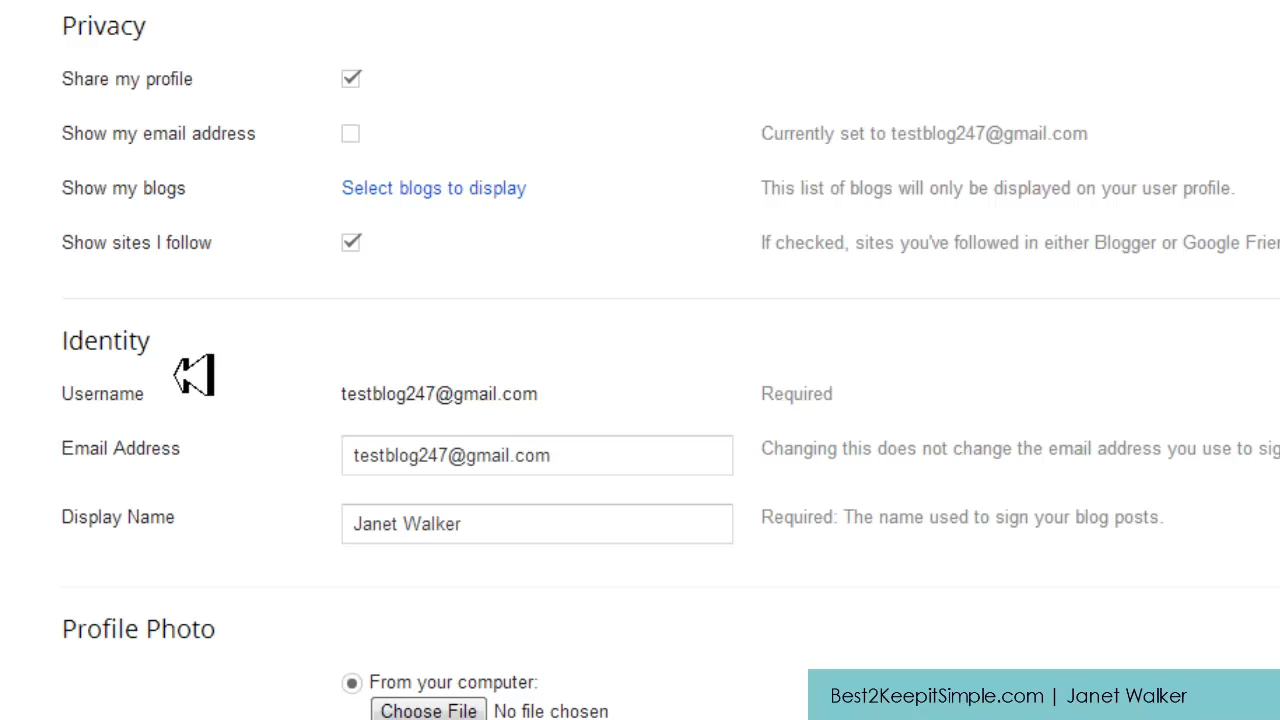 Privacy
Share my profile
Show my email address Currently set to testblog247@gmail.com
Show my blogs Select blogs to display This list of blogs will only be displayed on your user profile.
Show sites I follow If checked, sites you've followed in either Blogger or Google
Identity
Username testblog247@gmail.com Required
Email Address testblog247@gmail.com Changing this does not change the email address you use to
Display Name Janet Walker Required: The name used to sign your blog posts.
Profile Photo
From your computer:
Choose File No file chosen
Best2KeepitSimple.com | Janet Walker